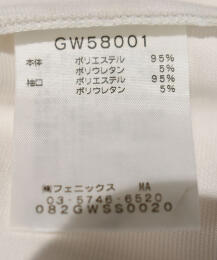 GW58001
本体 ポリエステル 95%
ポリウレタン 5%
袖口 ポリエステル 95%
ポリウレタン 5%
㈱フェニックス MA
03-5746-6520
082GWSS0020